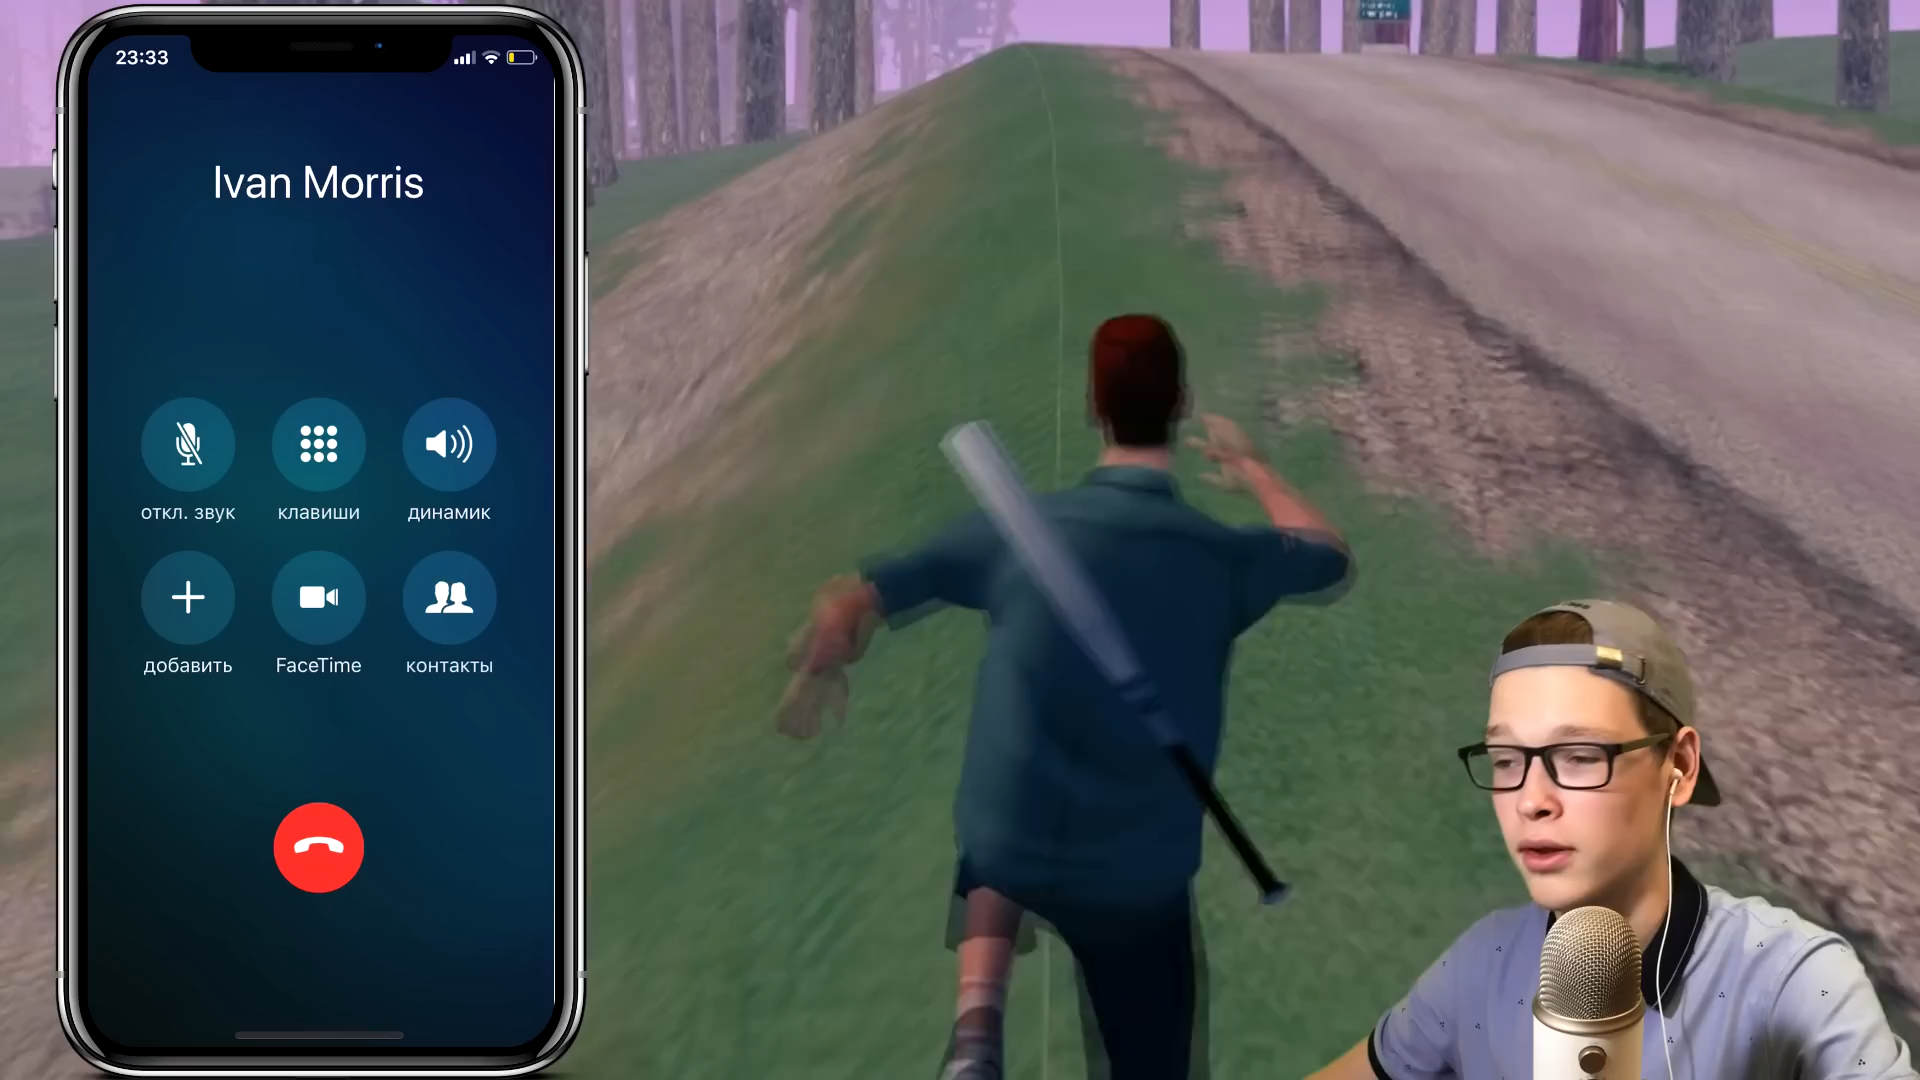 23:33
Ivan Morris
откл. звук
клавиши
динамик
добавить
FaceTime
контакты